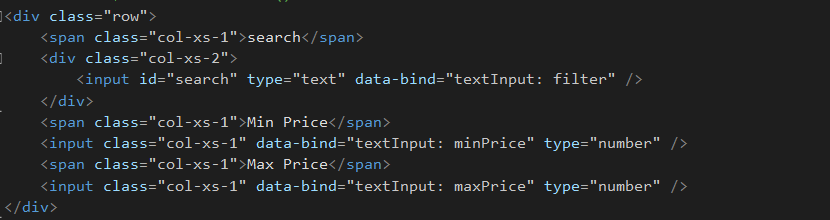 <div class="row">
    <span class="col-xs-1">search</span>
    <div class="col-xs-2">
        <input id="search" type="text" data-bind="textInput: filter" />
    </div>
    <span class="col-xs-1">Min Price</span>
    <input class="col-xs-1" data-bind="textInput: minPrice" type="number" />
    <span class="col-xs-1">Max Price</span>
    <input class="col-xs-1" data-bind="textInput: maxPrice" type="number" />
</div>